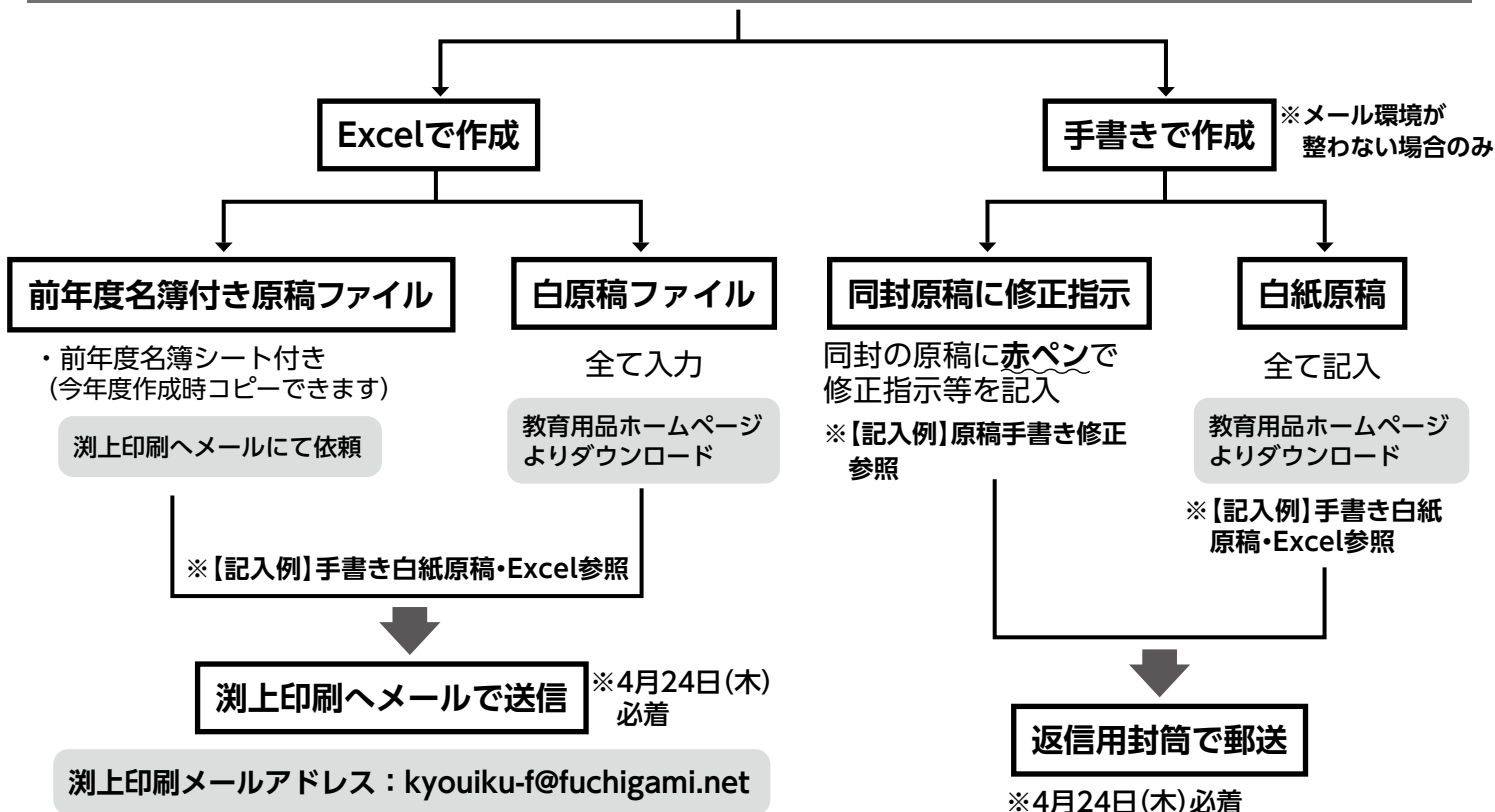 Excelで作成
手書きで作成
※メール環境が
整わない場合のみ
前年度名簿付き原稿ファイル
・前年度名簿シート付き
(今年度作成時コピーできます)
渕上印刷へメールにて依頼
白原稿ファイル
全て入力
教育用品ホームページ
よりダウンロード
※【記入例】手書き白紙原稿・Excel参照
渕上印刷へメールで送信
※4月24日(木)
必着
渕上印刷メールアドレス：kyouiku-f@fuchigami.net
同封原稿に修正指示
同封の原稿に赤ペンで
修正指示等を記入
※【記入例】原稿手書き修正
参照
白紙原稿
全て記入
教育用品ホームページ
よりダウンロード
※【記入例】手書き白紙
原稿・Excel参照
返信用封筒で郵送
※4月24日(木)必着